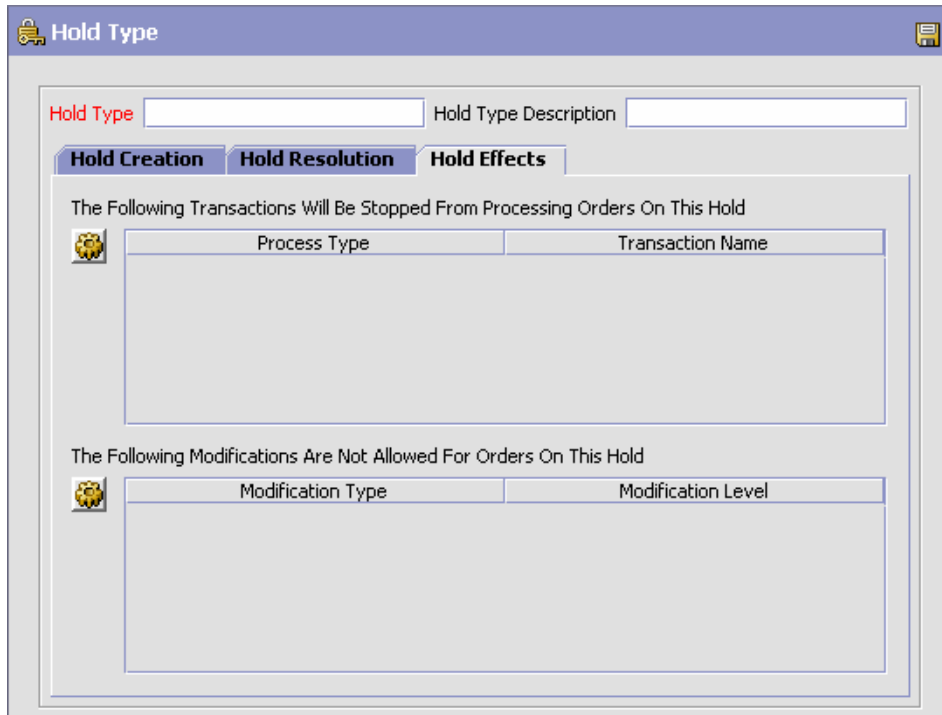 Hold Type
Hold Type Hold Type Description
Hold Creation Hold Resolution Hold Effects
The Following Transactions Will Be Stopped From Processing Orders On This Hold
Process Type Transaction Name
The Following Modifications Are Not Allowed For Orders On This Hold
Modification Type Modification Level